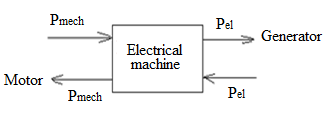 Pmech
Pel
Generator
Electrical
machine
Motor
Pmech
Pel